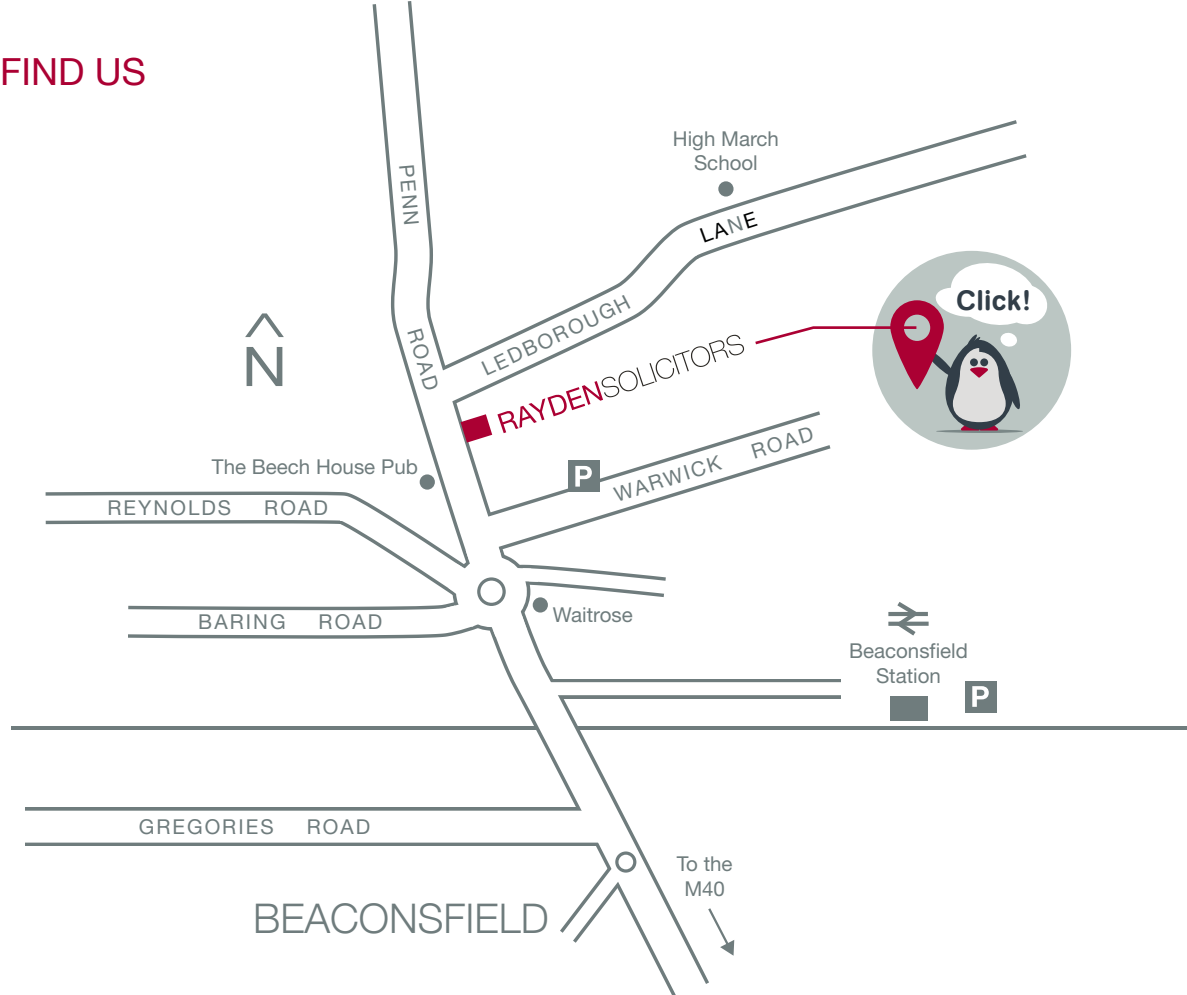 FIND US
High March
School
PENN
LANE
Click!
N
ROAD
LEDBOROUGH
RAYDENSOLICITORS
The Beech House Pub
P
WARWICK ROAD
REYNOLDS ROAD
BARING ROAD
Waitrose
Beaconsfield
Station
P
GREGORIES ROAD
To the
M40
BEACONSFIELD